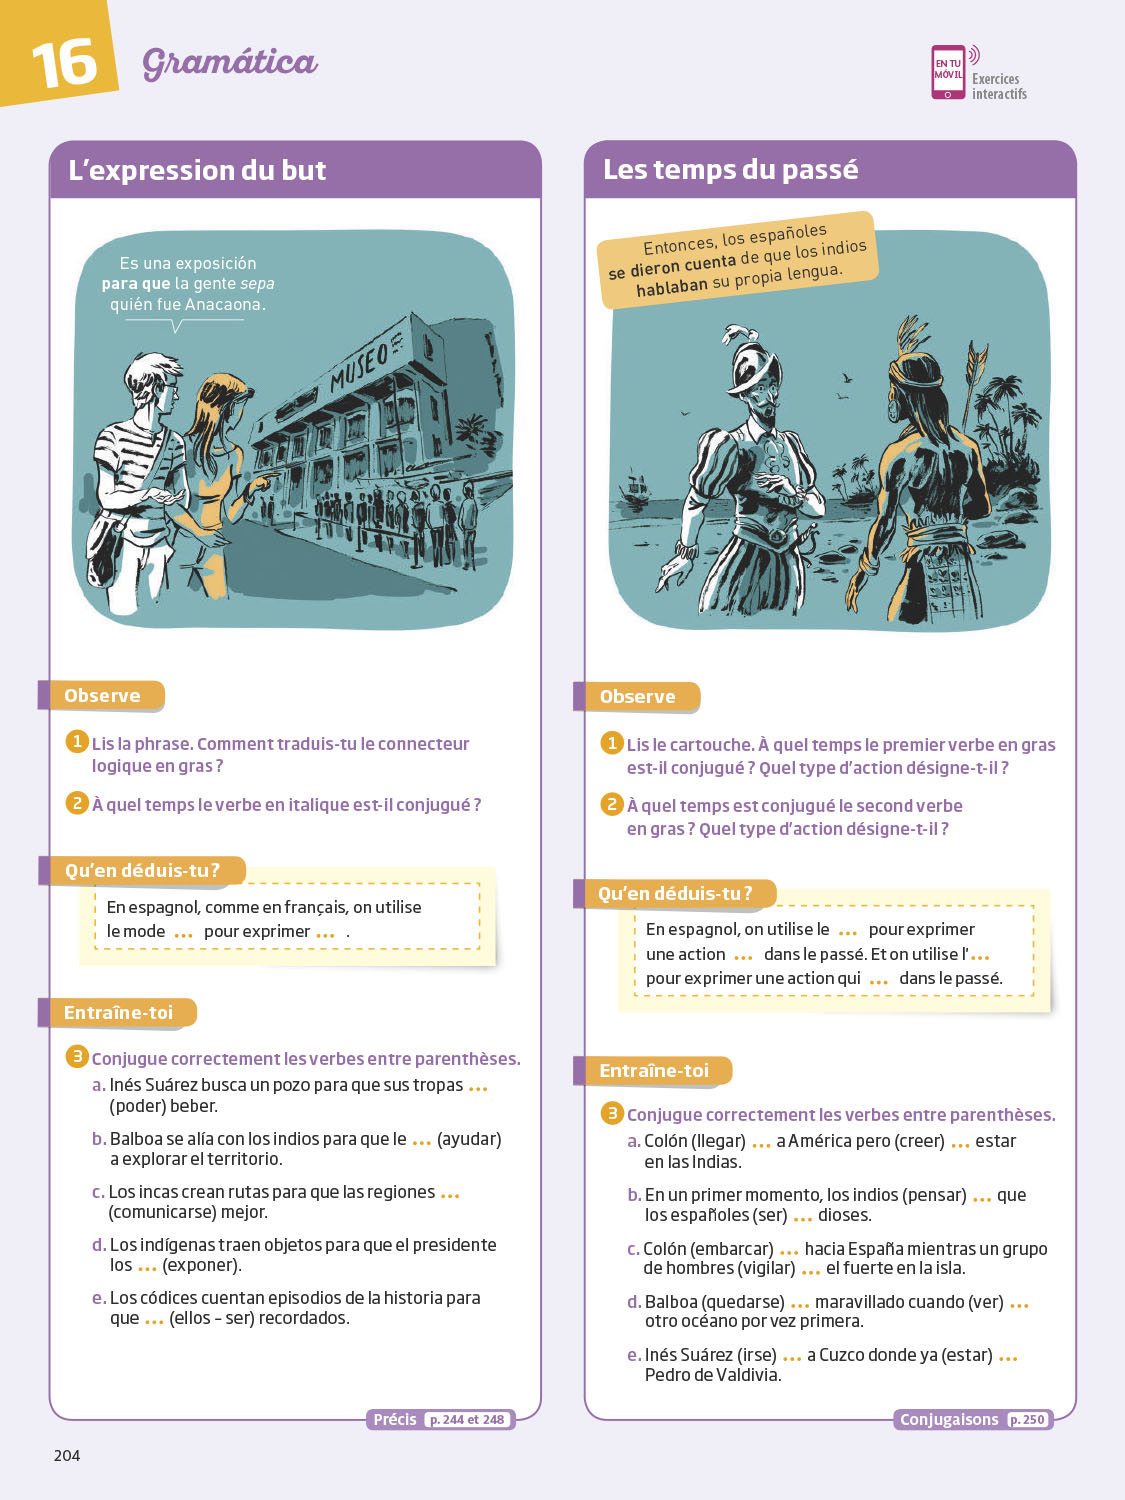 16
Gramática
EN TU
MÓVIL
Exercices
interactifs
L'expression du but
Es una exposición
para que la gente sepa
quién fue Anacaona.
MUSEO
Observe
1 Lis la phrase. Comment traduis-tu le connecteur
logique en gras ?
2 À quel temps le verbe en italique est-il conjugué ?
Qu'en déduis-tu ?
En espagnol, comme en français, on utilise
le mode ... pour exprimer ... .
Entraîne-toi
3 Conjugue correctement les verbes entre parenthèses.
a. Inés Suárez busca un pozo para que sus tropas ...
(poder) beber.
b. Balboa se alía con los indios para que le ... (ayudar)
a explorar el territorio.
c. Los incas crean rutas para que las regiones ...
(comunicarse) mejor.
d. Los indígenas traen objetos para que el presidente
los ... (exponer).
e. Los códices cuentan episodios de la historia para
que ... (ellos – ser) recordados.
Précis p. 244 et 248
Les temps du passé
Entonces, los españoles
se dieron cuenta de que los indios
hablaban su propia lengua.
Observe
1 Lis le cartouche. À quel temps le premier verbe en gras
est-il conjugué ? Quel type d'action désigne-t-il ?
2 À quel temps est conjugué le second verbe
en gras ? Quel type d'action désigne-t-il ?
Qu'en déduis-tu ?
En espagnol, on utilise le ... pour exprimer
une action ... dans le passé. Et on utilise l'...
pour exprimer une action qui ... dans le passé.
Entraîne-toi
3 Conjugue correctement les verbes entre parenthèses.
a. Colón (llegar) ... a América pero (creer) ... estar
en las Indias.
b. En un primer momento, los indios (pensar) ... que
los españoles (ser) ... dioses.
c. Colón (embarcar) ... hacia España mientras un grupo
de hombres (vigilar) ... el fuerte en la isla.
d. Balboa (quedarse) ... maravillado cuando (ver) ...
otro océano por vez primera.
e. Inés Suárez (irse) ... a Cuzco donde ya (estar) ...
Pedro de Valdivia.
Conjugaisons p. 250
204